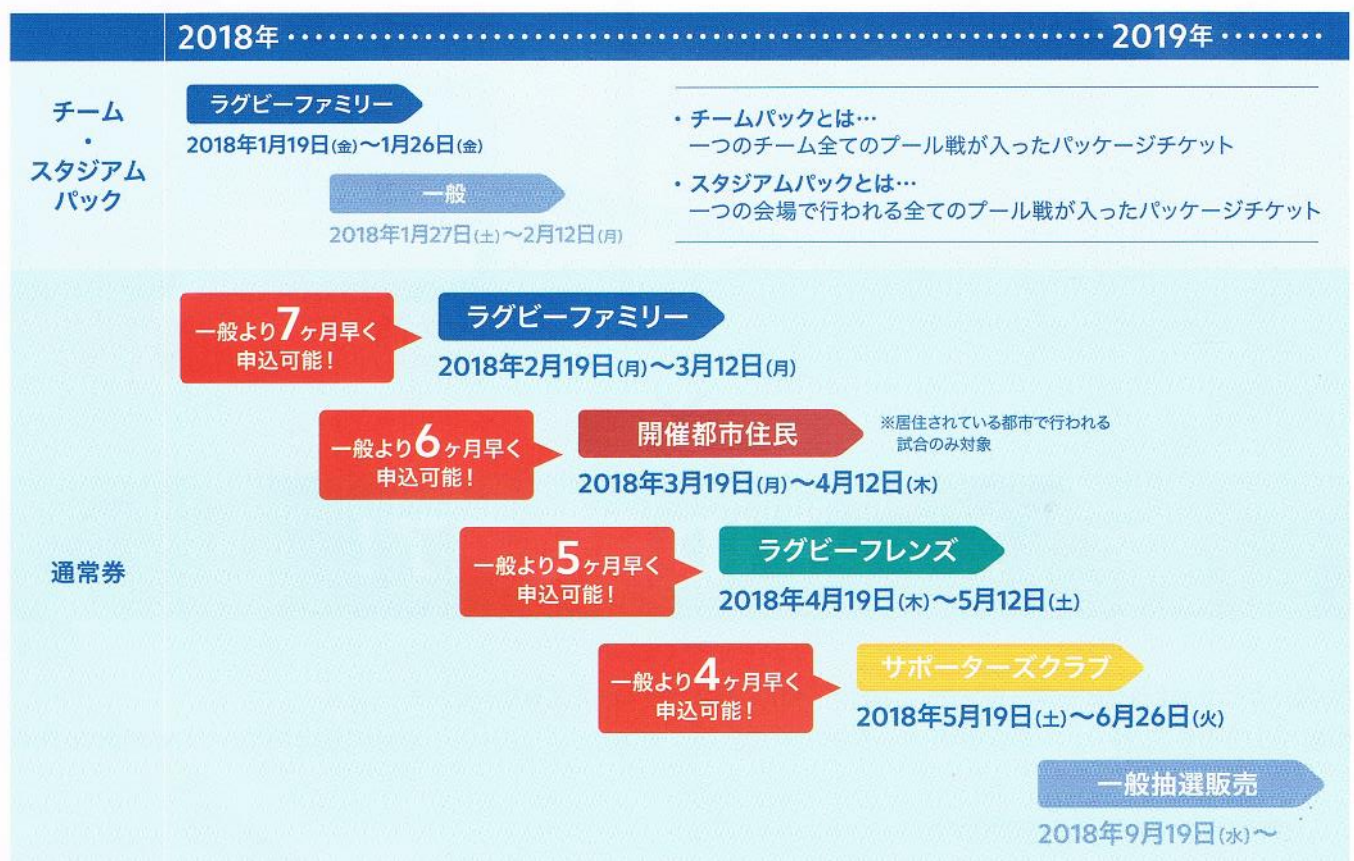 2018年・・・・・・・・・・・・・・・・・・・・・・・・・・・・・・・・・・・・・・・・・・・・・・・・・・・・・・・・・・・・2019年・・・・・・・・
チーム
・
スタジアム
パック
ラグビーファミリー
2018年1月19日(金)〜1月26日(金)
一般
2018年1月27日(土)〜2月12日(月)
・チームパックとは…
一つのチーム全てのプール戦が入ったパッケージチケット
・スタジアムパックとは…
一つの会場で行われる全てのプール戦が入ったパッケージチケット
通常券
一般より7ヶ月早く
申込可能！
ラグビーファミリー
2018年2月19日(月)〜3月12日(月)
一般より6ヶ月早く
申込可能！
開催都市住民
2018年3月19日(月)〜4月12日(木)
※居住されている都市で行われる
試合のみ対象
一般より5ヶ月早く
申込可能！
ラグビーフレンズ
2018年4月19日(木)〜5月12日(土)
一般より4ヶ月早く
申込可能！
サポーターズクラブ
2018年5月19日(土)〜6月26日(火)
一般抽選販売
2018年9月19日(水)〜